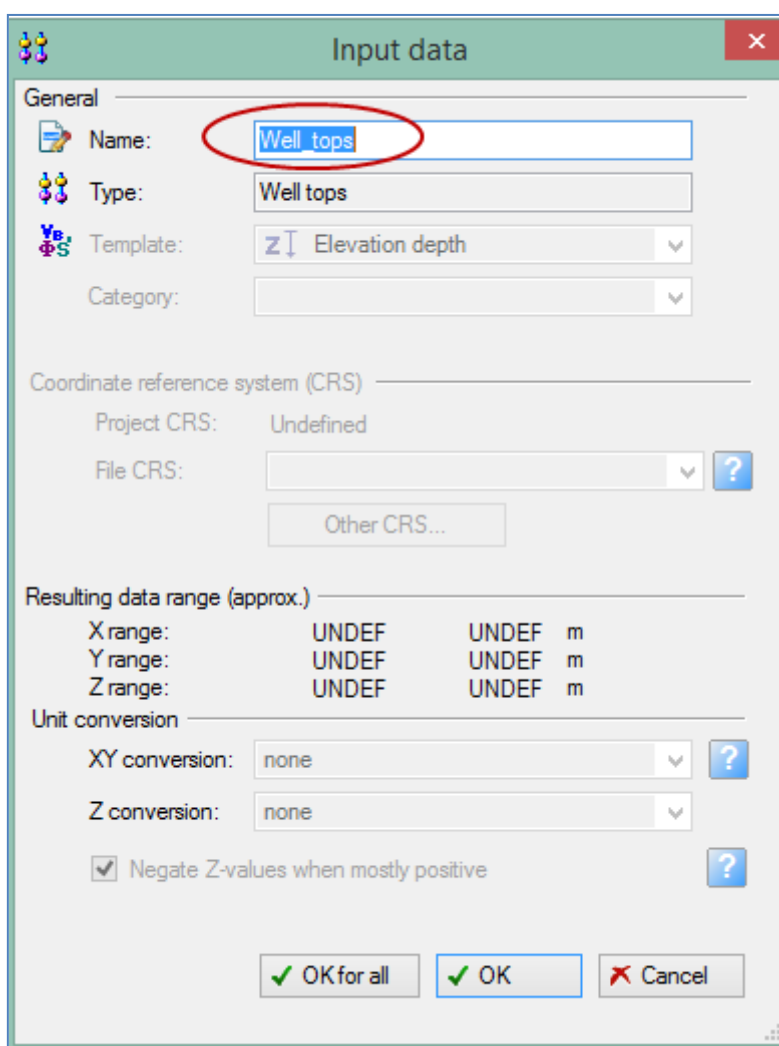 Input data
General
Name: Well_tops
Type: Well tops
Template: Z Elevation depth
Category:
Coordinate reference system (CRS)
Project CRS: Undefined
File CRS:
?
Other CRS...
Resulting data range (approx.)
X range: UNDEF UNDEF m
Y range: UNDEF UNDEF m
Z range: UNDEF UNDEF m
Unit conversion
XY conversion: none ?
Z conversion: none
Negate Z-values when mostly positive ?
OK for all OK Cancel